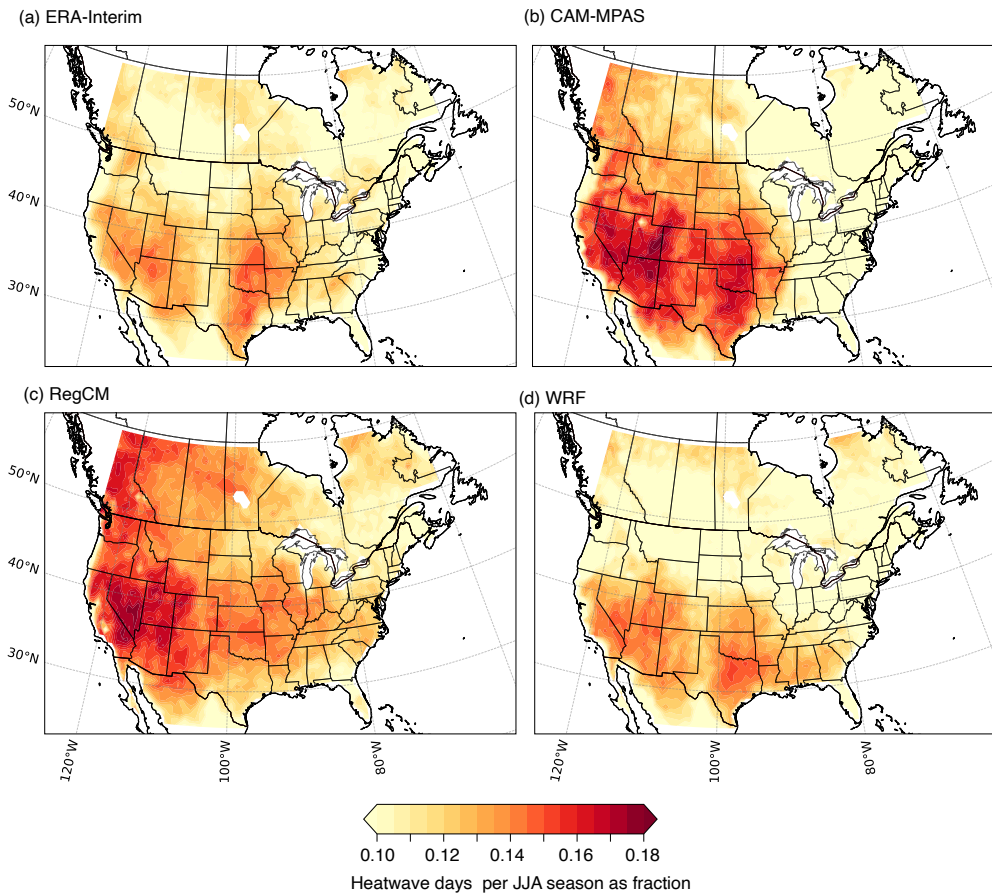 (a) ERA-Interim
(b) CAM-MPAS
50°N
40°N
30°N
(c) RegCM
(d) WRF
50°N
40°N
30°N
120°W
100°W
80°W
120°W
100°W
80°W
0.10
0.12
0.14
0.16
0.18
Heatwave days per JJA season as fraction